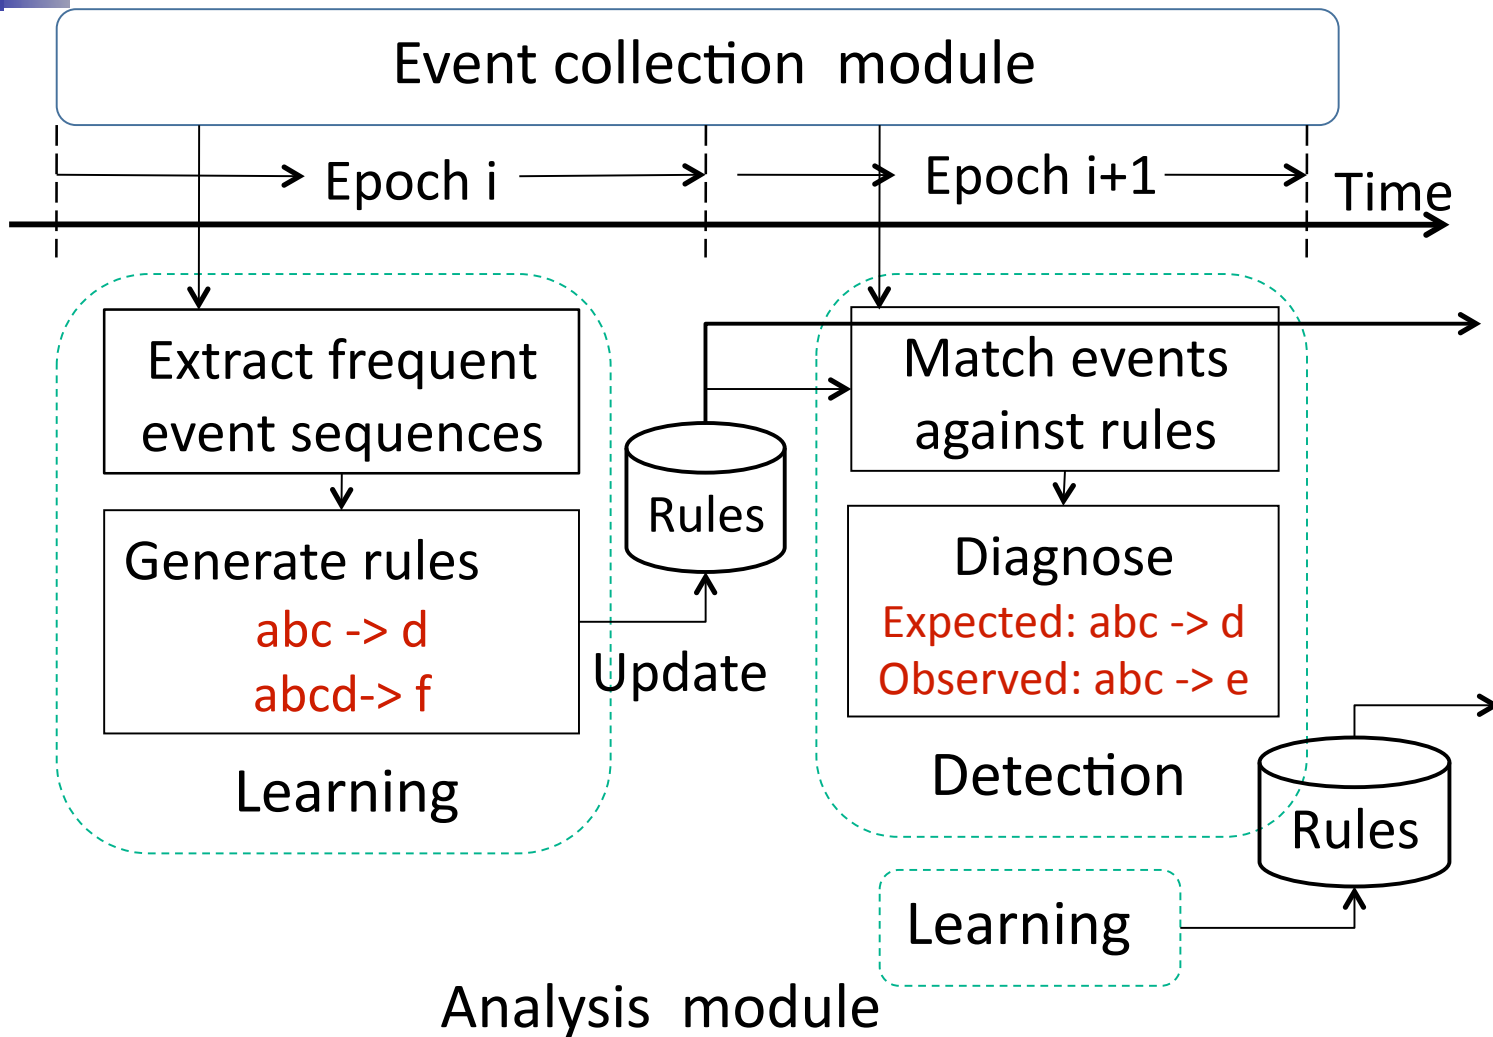 Event collection module
Epoch i
Epoch i+1
Time
Extract frequent
event sequences
Generate rules
abc -> d
abcd-> f
Learning
Update
Rules
Match events
against rules
Diagnose
Expected: abc -> d
Observed: abc -> e
Detection
Rules
Learning
Analysis module